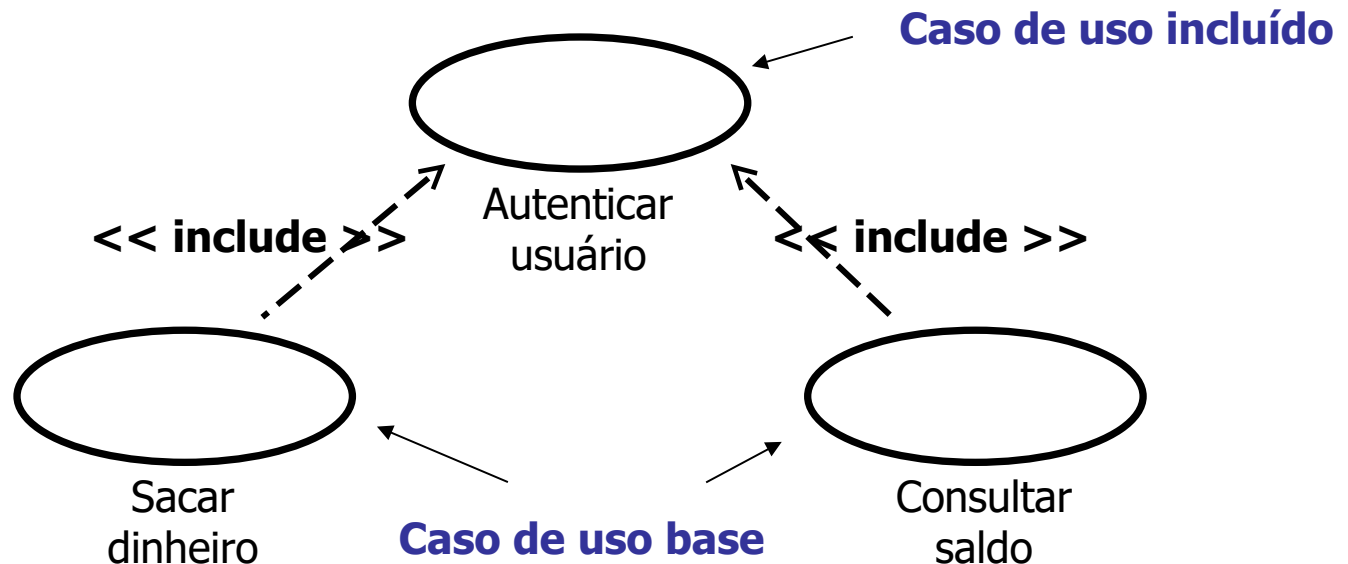 Caso de uso incluído
Autenticar
usuário
<< include >>
<< include >>
Sacar
dinheiro
Caso de uso base
Consultar
saldo